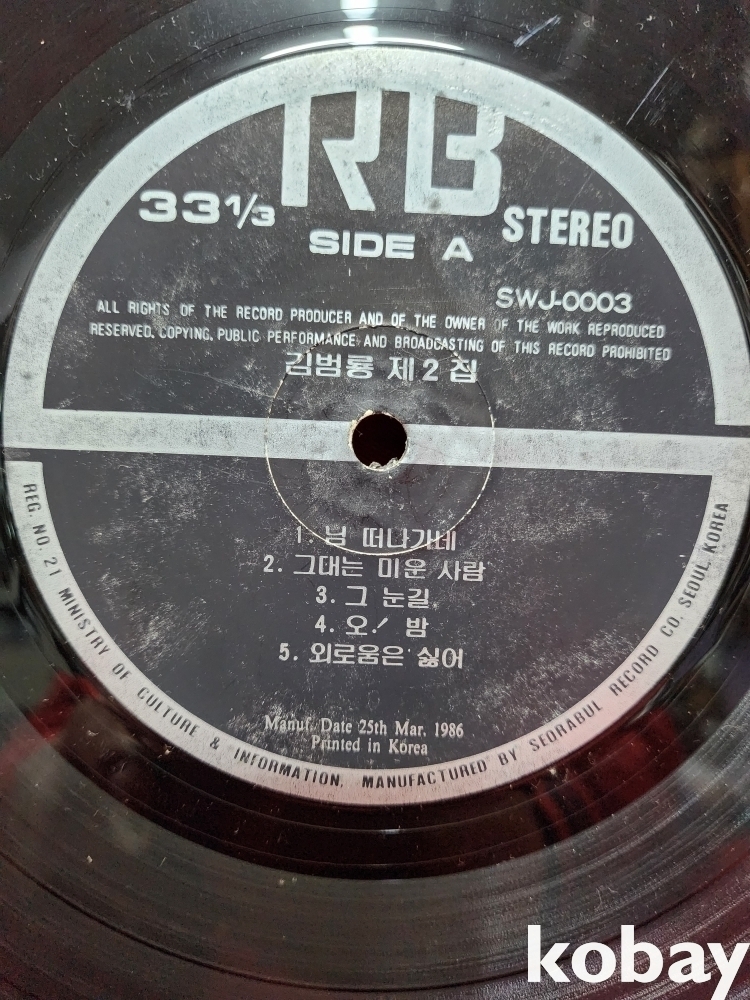 RB
33 1/3
SIDE A
STEREO
SWJ-0003
ALL RIGHTS OF THE RECORD PRODUCER AND OF THE OWNER OF THE WORK REPRODUCED
RESERVED. COPYING, PUBLIC PERFORMANCE AND BROADCASTING OF THIS RECORD PROHIBITED
김범룡 제2집
1. 님 떠나가네
2. 그대는 미운 사람
3. 그 눈길
4. 오! 밤
5. 외로움은 싫어
Manuf. Date 25th Mar. 1986
Printed in Korea
REG. NO. 21 MINISTRY OF CULTURE & INFORMATION. MANUFACTURED BY SEORABUL RECORD CO. SEOUL KOREA
kobay